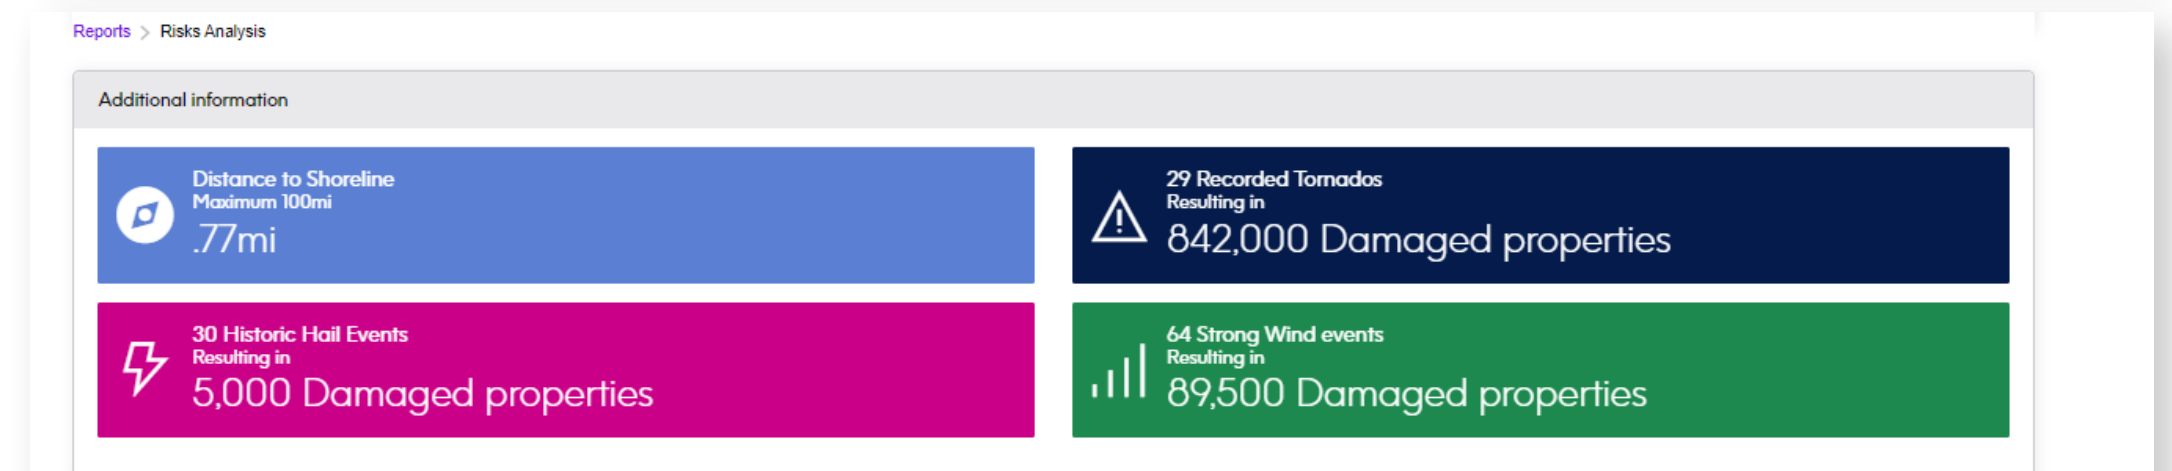 Reports > Risks Analysis
Additional information
Distance to Shoreline
Maximum 100mi
.77mi
29 Recorded Tornados
Resulting in
842,000 Damaged properties
30 Historic Hail Events
Resulting in
5,000 Damaged properties
64 Strong Wind events
Resulting in
89,500 Damaged properties